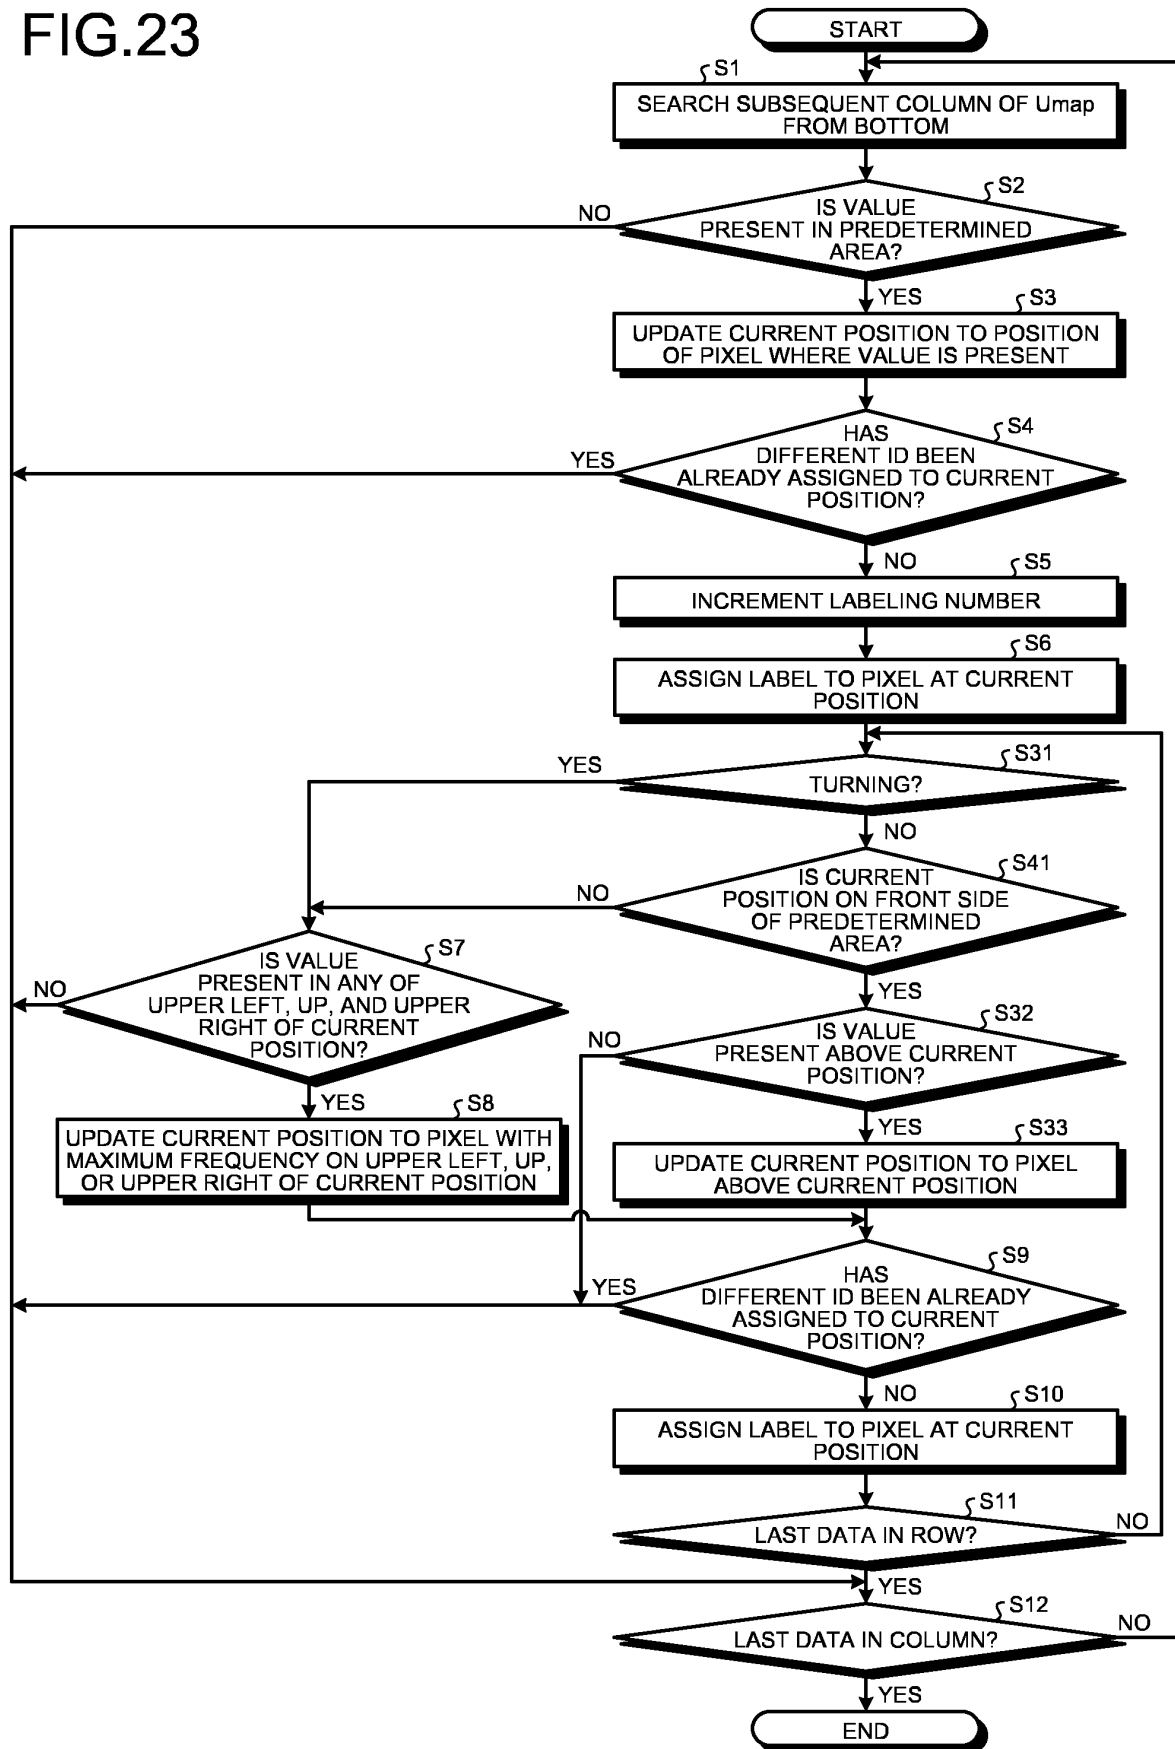 FIG.23
START
S1
SEARCH SUBSEQUENT COLUMN OF Umap
FROM BOTTOM
S2
NO
IS VALUE
PRESENT IN PREDETERMINED
AREA?
YES
S3
UPDATE CURRENT POSITION TO POSITION
OF PIXEL WHERE VALUE IS PRESENT
S4
YES
HAS
DIFFERENT ID BEEN
ALREADY ASSIGNED TO CURRENT
POSITION?
NO
S5
INCREMENT LABELING NUMBER
S6
ASSIGN LABEL TO PIXEL AT CURRENT
POSITION
S31
YES
TURNING?
NO
S41
NO
IS CURRENT
POSITION ON FRONT SIDE
OF PREDETERMINED
AREA?
YES
S7
NO
IS VALUE
PRESENT IN ANY OF
UPPER LEFT, UP, AND UPPER
RIGHT OF CURRENT
POSITION?
YES
S32
NO
IS VALUE
PRESENT ABOVE CURRENT
POSITION?
YES
S8
UPDATE CURRENT POSITION TO PIXEL WITH
MAXIMUM FREQUENCY ON UPPER LEFT, UP,
OR UPPER RIGHT OF CURRENT POSITION
S33
UPDATE CURRENT POSITION TO PIXEL
ABOVE CURRENT POSITION
S9
YES
HAS
DIFFERENT ID BEEN ALREADY
ASSIGNED TO CURRENT
POSITION?
NO
S10
ASSIGN LABEL TO PIXEL AT CURRENT
POSITION
S11
LAST DATA IN ROW?
NO
YES
S12
LAST DATA IN COLUMN?
NO
YES
END